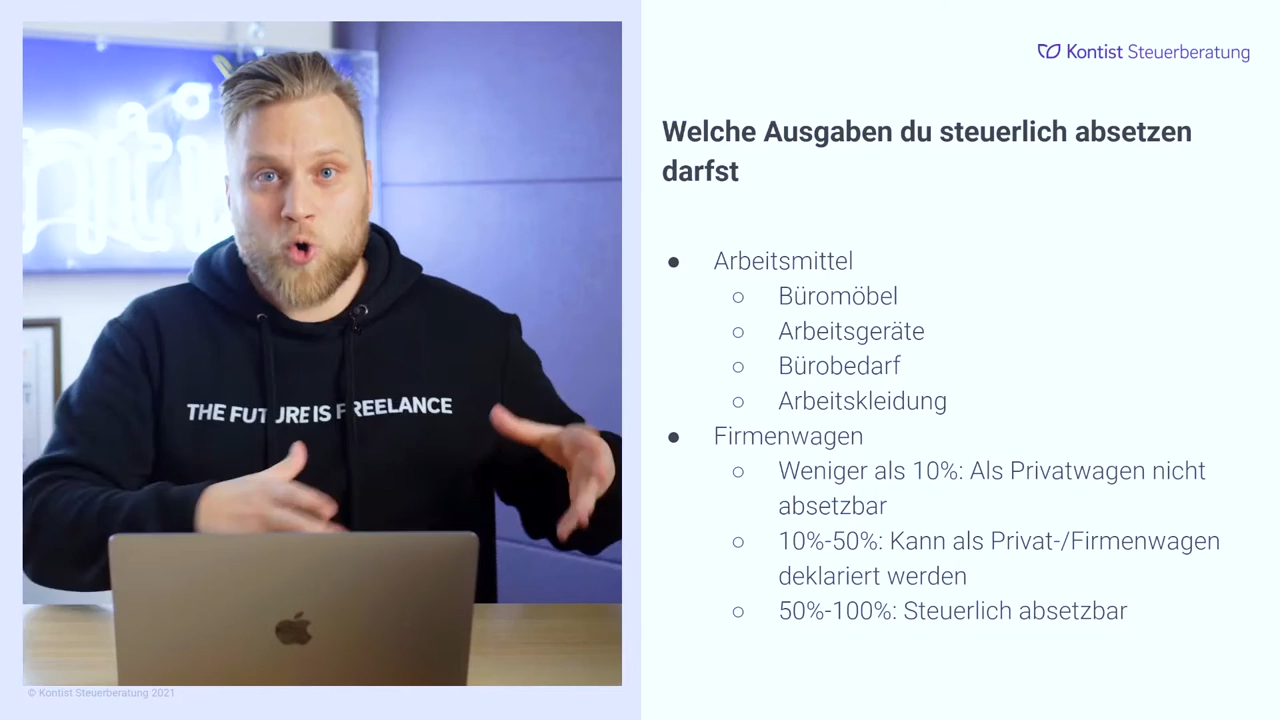 Kontist Steuerberatung
Welche Ausgaben du steuerlich absetzen
darfst
● Arbeitsmittel
○ Büromöbel
○ Arbeitsgeräte
○ Bürobedarf
○ Arbeitskleidung
● Firmenwagen
○ Weniger als 10%: Als Privatwagen nicht
absetzbar
○ 10%-50%: Kann als Privat-/Firmenwagen
deklariert werden
○ 50%-100%: Steuerlich absetzbar
THE FUTURE IS FREELANCE
© Kontist Steuerberatung 2021